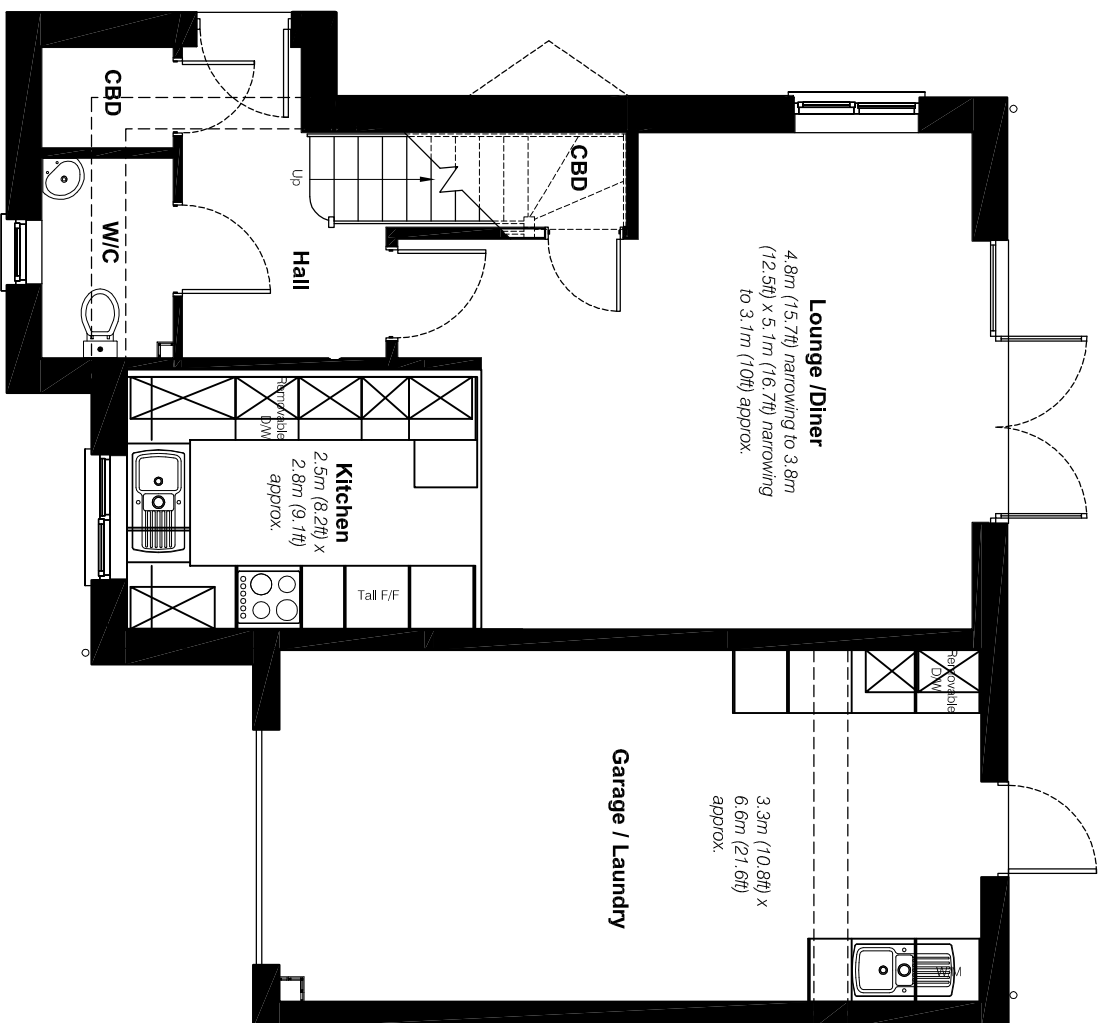 CBD
W/C
Hall
Up
CBD
Lounge /Diner
4.8m (15.7ft) narrowing to 3.8m
(12.5ft) x 5.1m (16.7ft) narrowing
to 3.1m (10ft) approx.
Kitchen
2.5m (8.2ft) x
2.8m (9.1ft)
approx.
Removable
D/W
Tall F/F
Garage / Laundry
3.3m (10.8ft) x
6.6m (21.6ft)
approx.
Removable
D/W
W/M